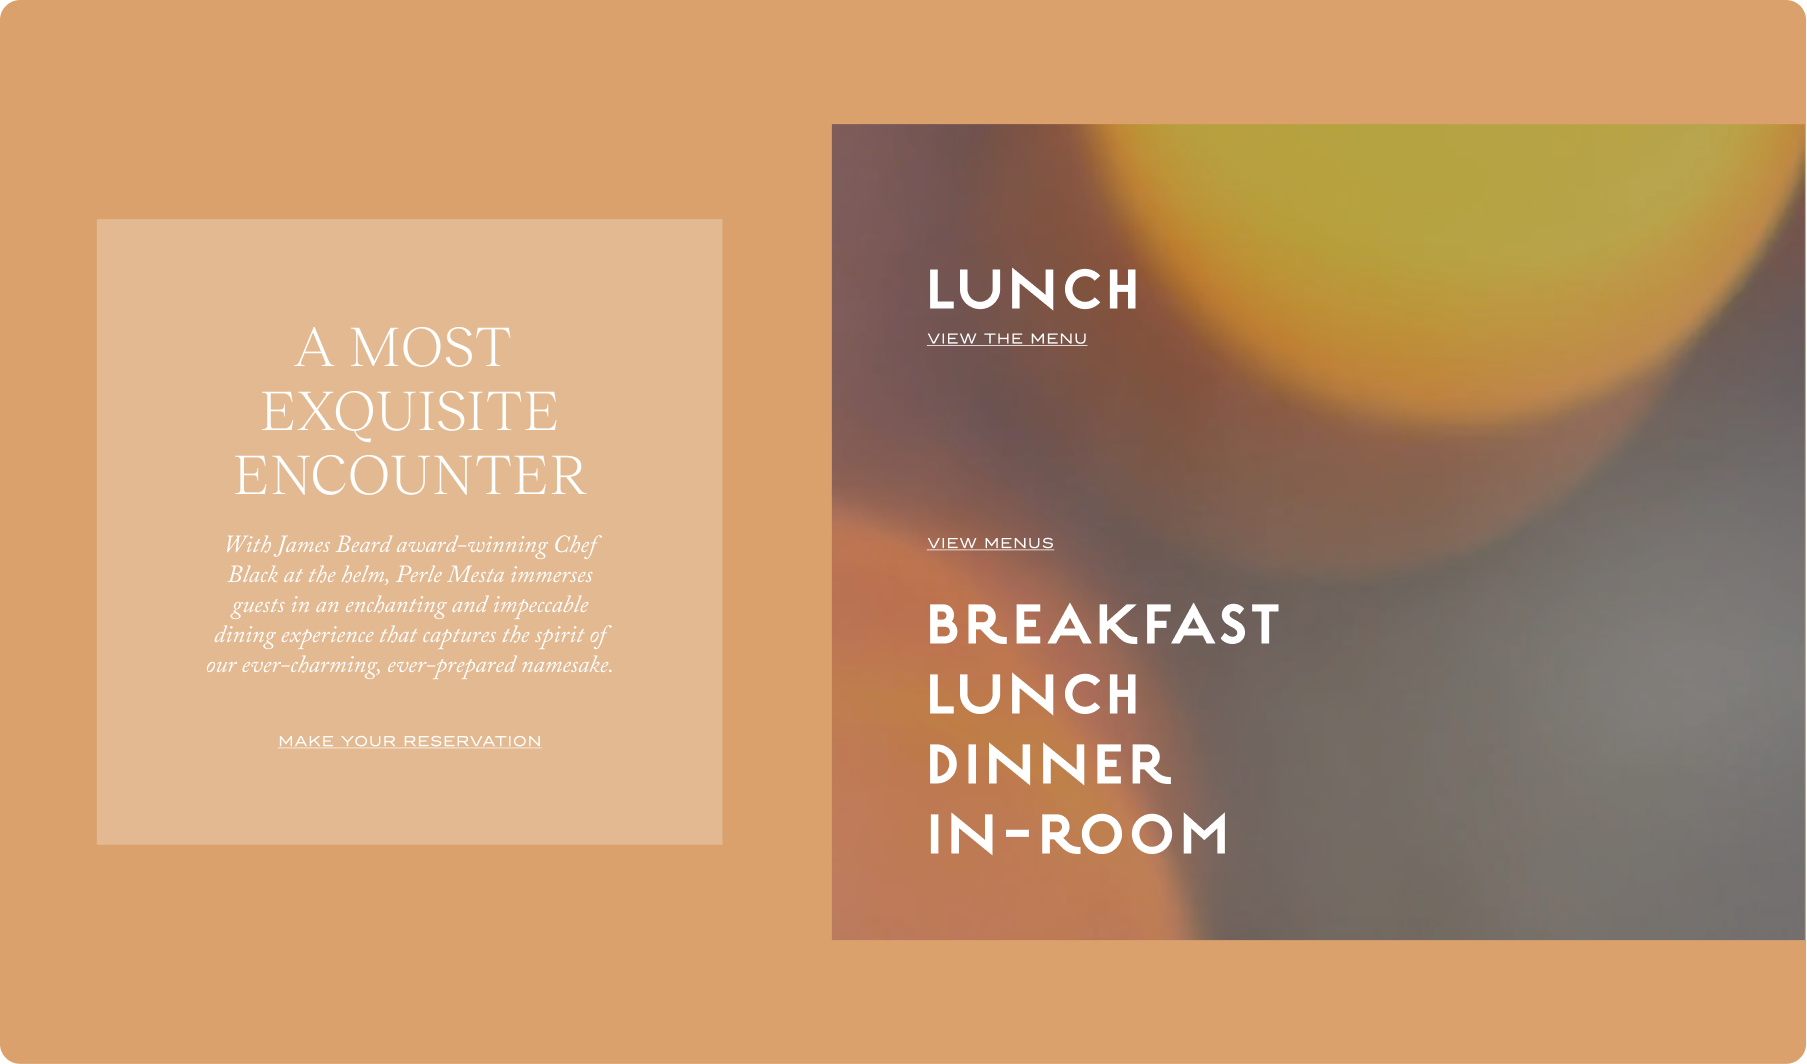 A MOST
EXQUISITE
ENCOUNTER
With James Beard award-winning Chef
Black at the helm, Perle Mesta immerses
guests in an enchanting and impeccable
dining experience that captures the spirit of
our ever-charming, ever-prepared namesake.
MAKE YOUR RESERVATION
LUNCH
VIEW THE MENU
VIEW MENUS
BREAKFAST
LUNCH
DINNER
IN-ROOM